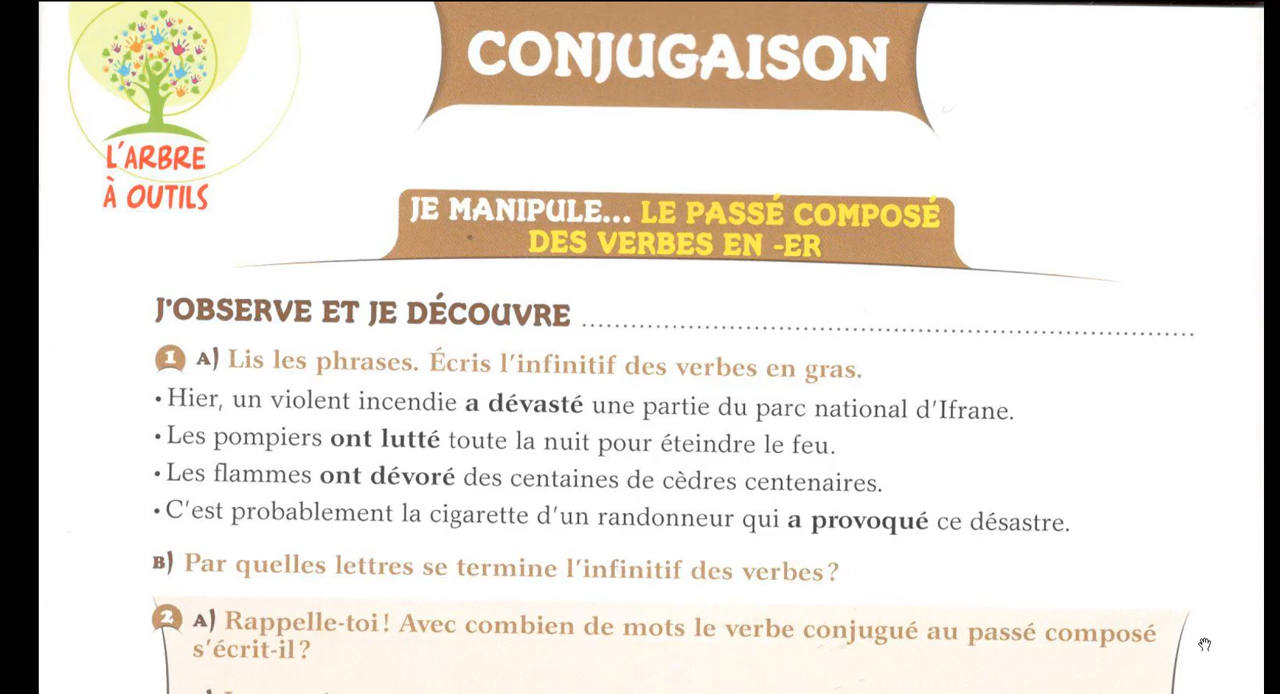 CONJUGAISON
L'ARBRE
À OUTILS
JE MANIPULE... LE PASSÉ COMPOSÉ
DES VERBES EN -ER
J'OBSERVE ET JE DÉCOUVRE
1 A) Lis les phrases. Écris l'infinitif des verbes en gras.
• Hier, un violent incendie a dévasté une partie du parc national d'Ifrane.
• Les pompiers ont lutté toute la nuit pour éteindre le feu.
• Les flammes ont dévoré des centaines de cèdres centenaires.
• C'est probablement la cigarette d'un randonneur qui a provoqué ce désastre.
B) Par quelles lettres se termine l'infinitif des verbes ?
2 A) Rappelle-toi ! Avec combien de mots le verbe conjugué au passé composé
s'écrit-il ?